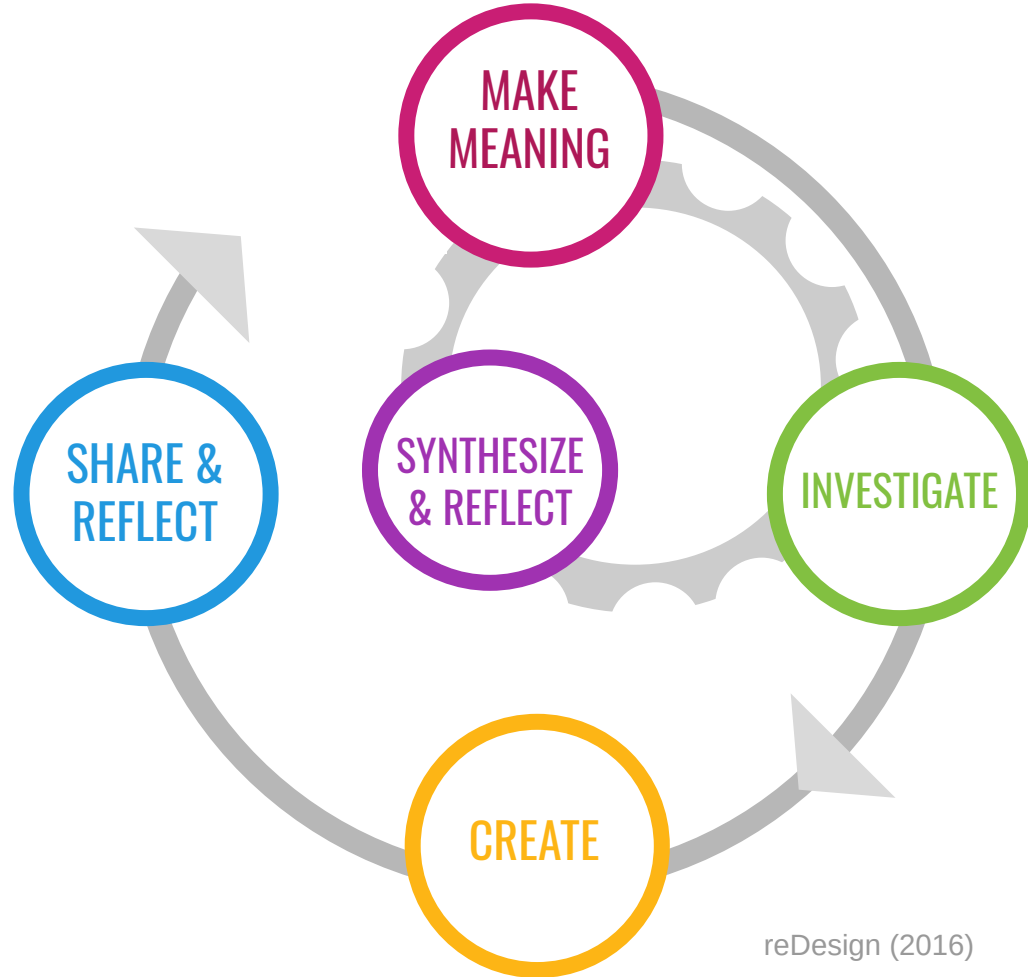 MAKE
MEANING
SYNTHESIZE
& REFLECT
INVESTIGATE
SHARE &
REFLECT
CREATE
reDesign (2016)